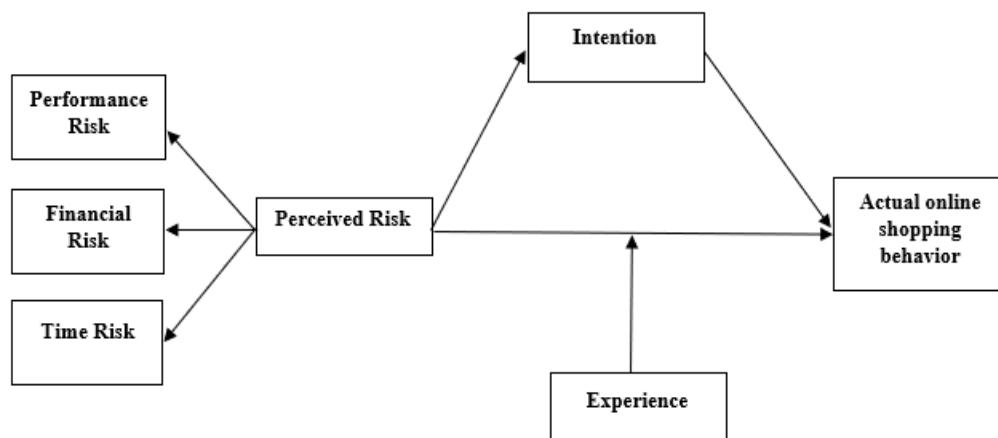 Intention
Performance
Risk
Financial
Risk
Perceived Risk
Actual online
shopping
behavior
Time Risk
Experience